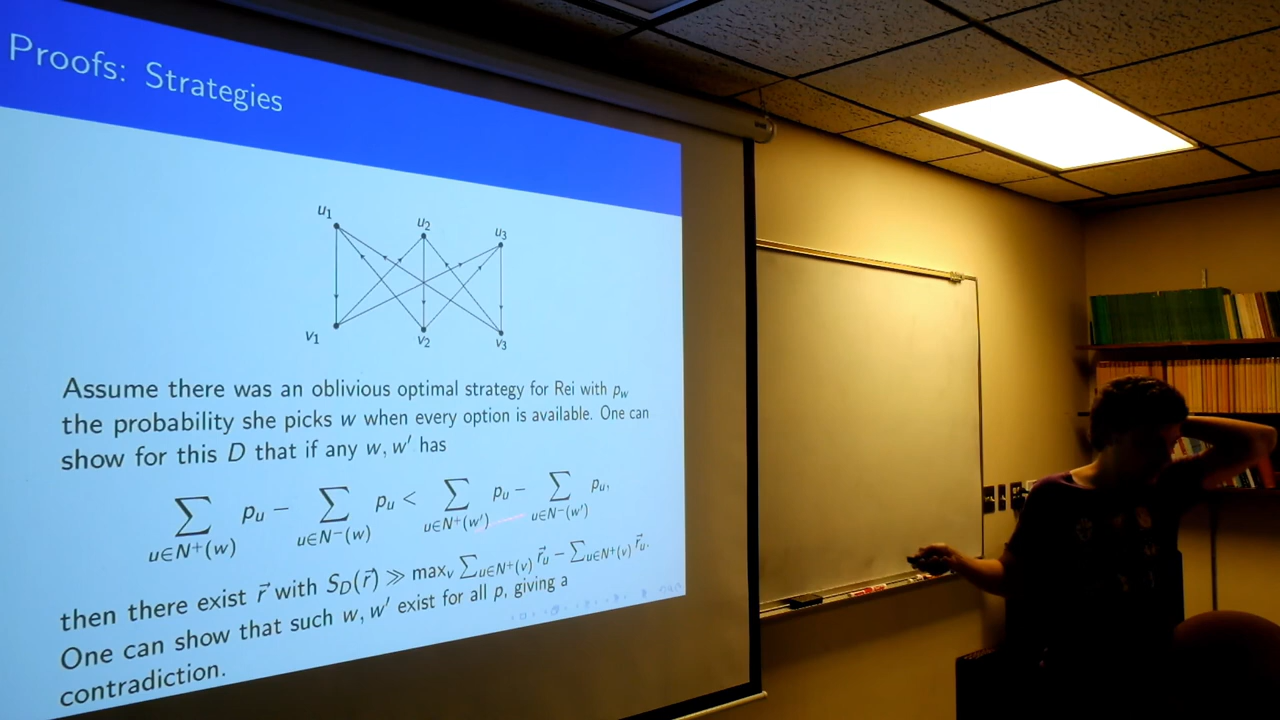 Proofs: Strategies
u₁ u₂ u₃
v₁ v₂ v₃
Assume there was an oblivious optimal strategy for Rei with p_w
the probability she picks w when every option is available. One can
show for this D that if any w, w′ has
∑_{u∈N⁺(w)} p_u − ∑_{u∈N⁻(w)} p_u < ∑_{u∈N⁺(w′)} p_u − ∑_{u∈N⁻(w′)} p_u,
then there exist r⃗ with S_D(r⃗) ≫ max_v ∑_{u∈N⁺(v)} r⃗_u − ∑_{u∈N⁺(v)} r⃗_u.
One can show that such w, w′ exist for all p, giving a
contradiction.